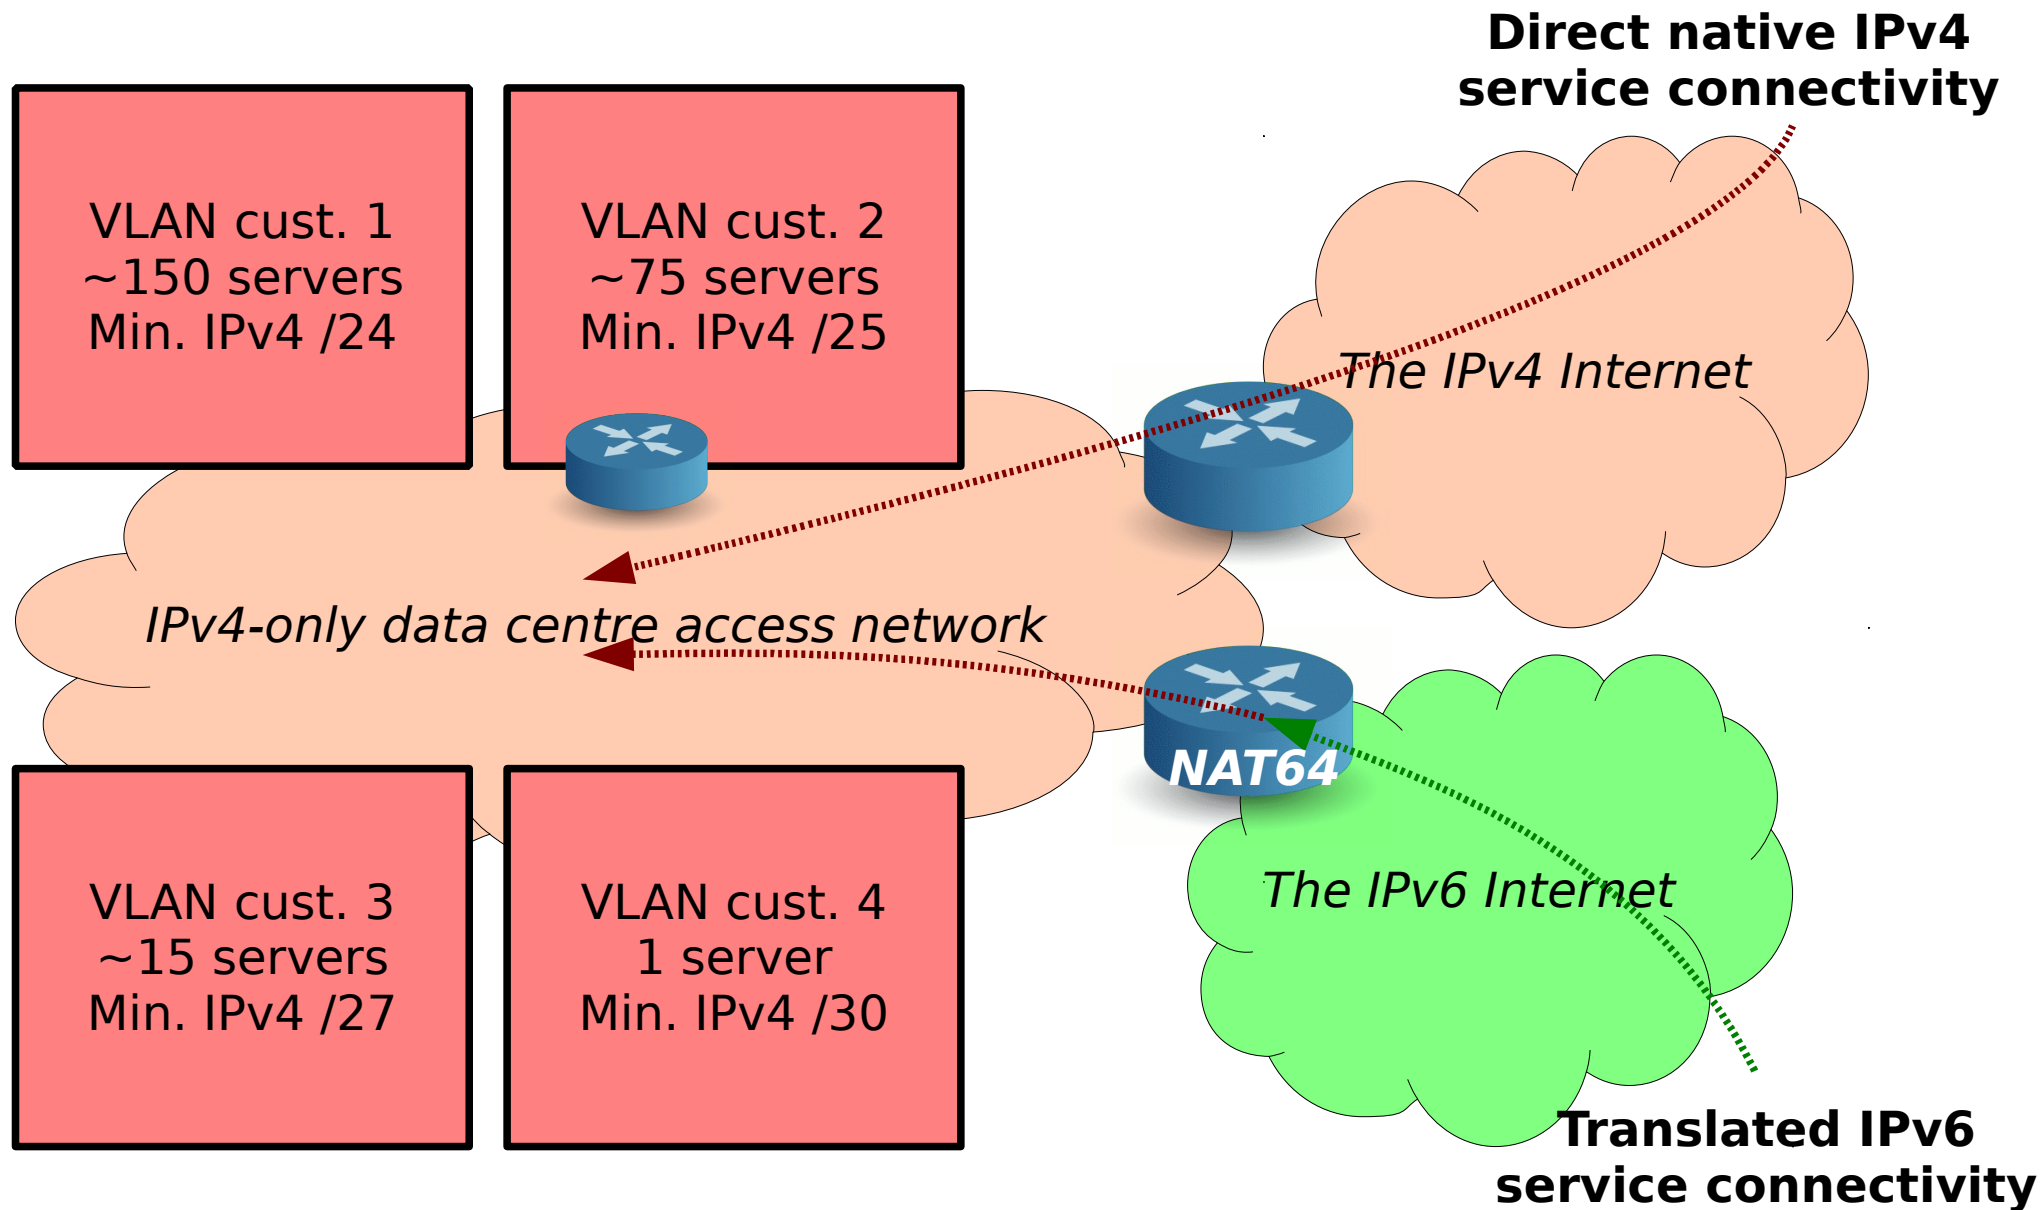 Direct native IPv4
service connectivity
VLAN cust. 1
~150 servers
Min. IPv4 /24
VLAN cust. 2
~75 servers
Min. IPv4 /25
The IPv4 Internet
IPv4-only data centre access network
NAT64
The IPv6 Internet
VLAN cust. 3
~15 servers
Min. IPv4 /27
VLAN cust. 4
1 server
Min. IPv4 /30
Translated IPv6
service connectivity